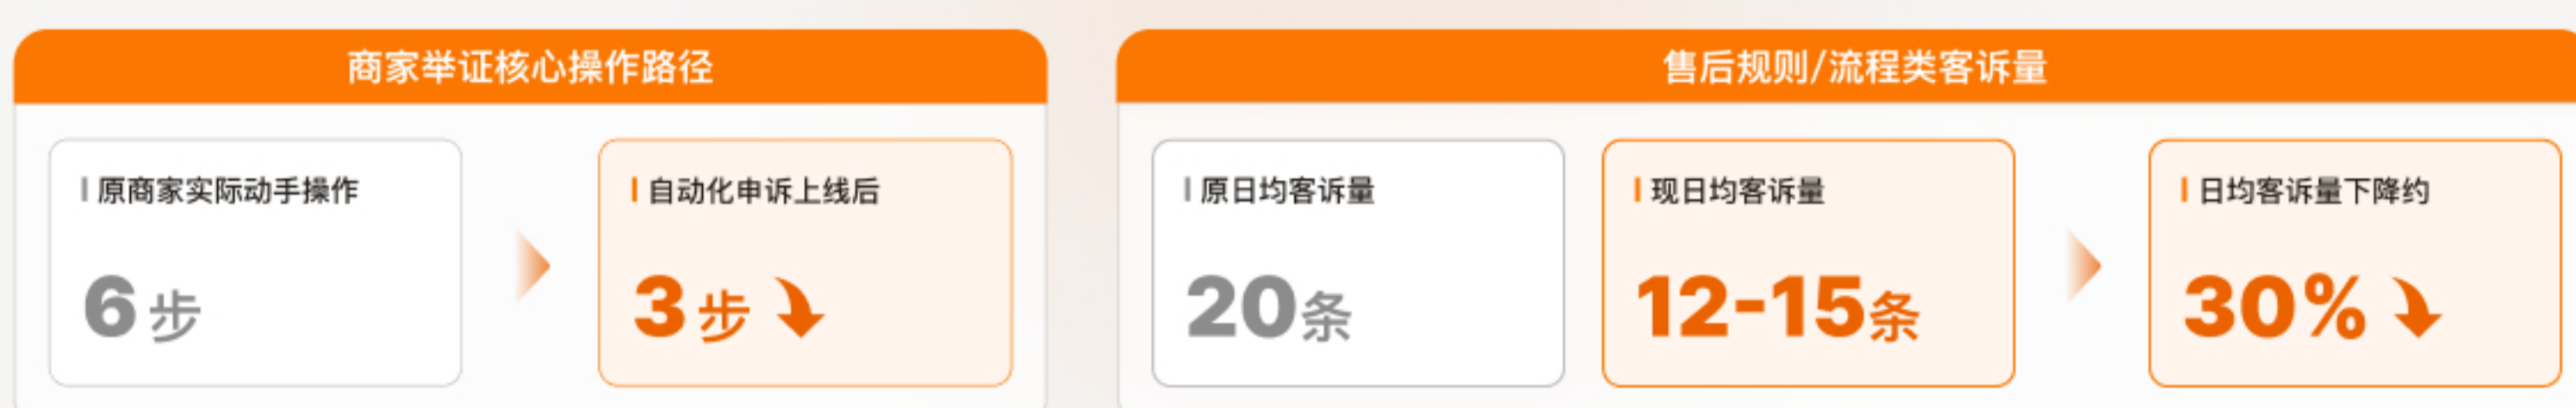 商家举证核心操作路径
原商家实际动手操作
6步
自动化申诉上线后
3步
售后规则/流程类客诉量
原日均客诉量
20条
现日均客诉量
12-15条
日均客诉量下降约
30%